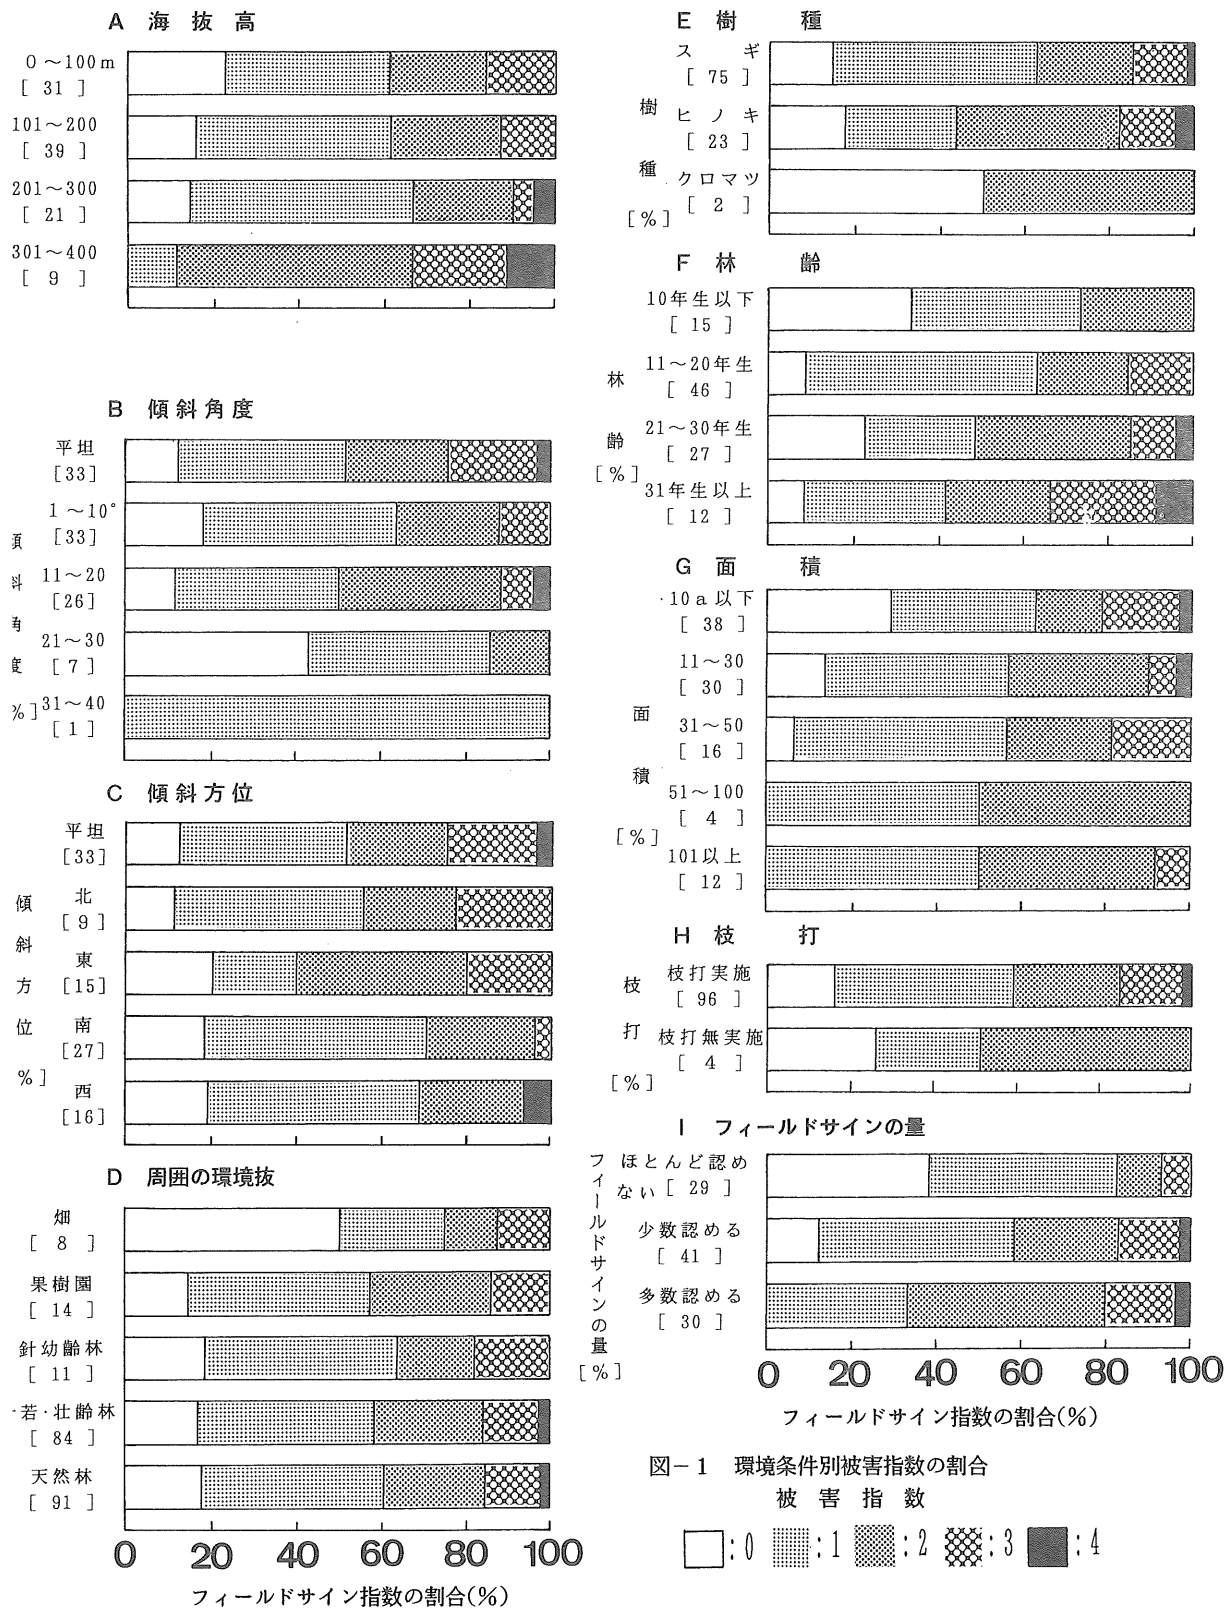 A 海抜高
0～100m
[ 31 ]
101～200
[ 39 ]
201～300
[ 21 ]
301～400
[ 9 ]
B 傾斜角度
平坦
[33]
1～10°
[33]
11～20
[26]
21～30
[ 7 ]
31～40
[ 1 ]
斜
角
度
%]
C 傾斜方位
平坦
[33]
北
[ 9 ]
東
[15]
南
[27]
西
[16]
傾
斜
方
位
%]
D 周囲の環境抜
畑
[ 8 ]
果樹園
[ 14 ]
針幼齢林
[ 11 ]
若・壮齢林
[ 84 ]
天然林
[ 91 ]
0 20 40 60 80 100
フィールドサイン指数の割合(%)
E 樹種
スギ
[ 75 ]
ヒノキ
[ 23 ]
クロマツ
[ 2 ]
樹
種
[%]
F 林齢
10年生以下
[ 15 ]
11～20年生
[ 46 ]
21～30年生
[ 27 ]
31年生以上
[ 12 ]
林
齢
[%]
G 面積
10a以下
[ 38 ]
11～30
[ 30 ]
31～50
[ 16 ]
51～100
[ 4 ]
101以上
[ 12 ]
面
積
[%]
H 枝打
枝打実施
[ 96 ]
枝打無実施
[ 4 ]
枝
打
[%]
I フィールドサインの量
ほとんど認め
ない[ 29 ]
少数認める
[ 41 ]
多数認める
[ 30 ]
フィールドサインの量
[%]
0 20 40 60 80 100
フィールドサイン指数の割合(%)
図－1 環境条件別被害指数の割合
被害指数
:0 :1 :2 :3 :4